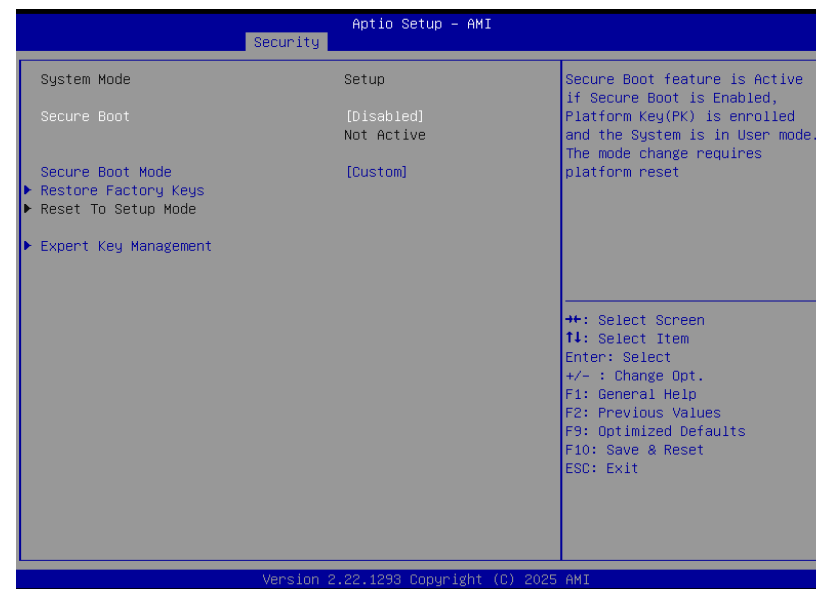 Aptio Setup - AMI
Security
System Mode Setup
Secure Boot [Disabled]
Not Active
Secure Boot Mode [Custom]
Restore Factory Keys
Reset To Setup Mode
Expert Key Management
Secure Boot feature is Active
if Secure Boot is Enabled,
Platform Key(PK) is enrolled
and the System is in User mode.
The mode change requires
platform reset
→←: Select Screen
↑↓: Select Item
Enter: Select
+/- : Change Opt.
F1: General Help
F2: Previous Values
F9: Optimized Defaults
F10: Save & Reset
ESC: Exit
Version 2.22.1293 Copyright (C) 2025 AMI